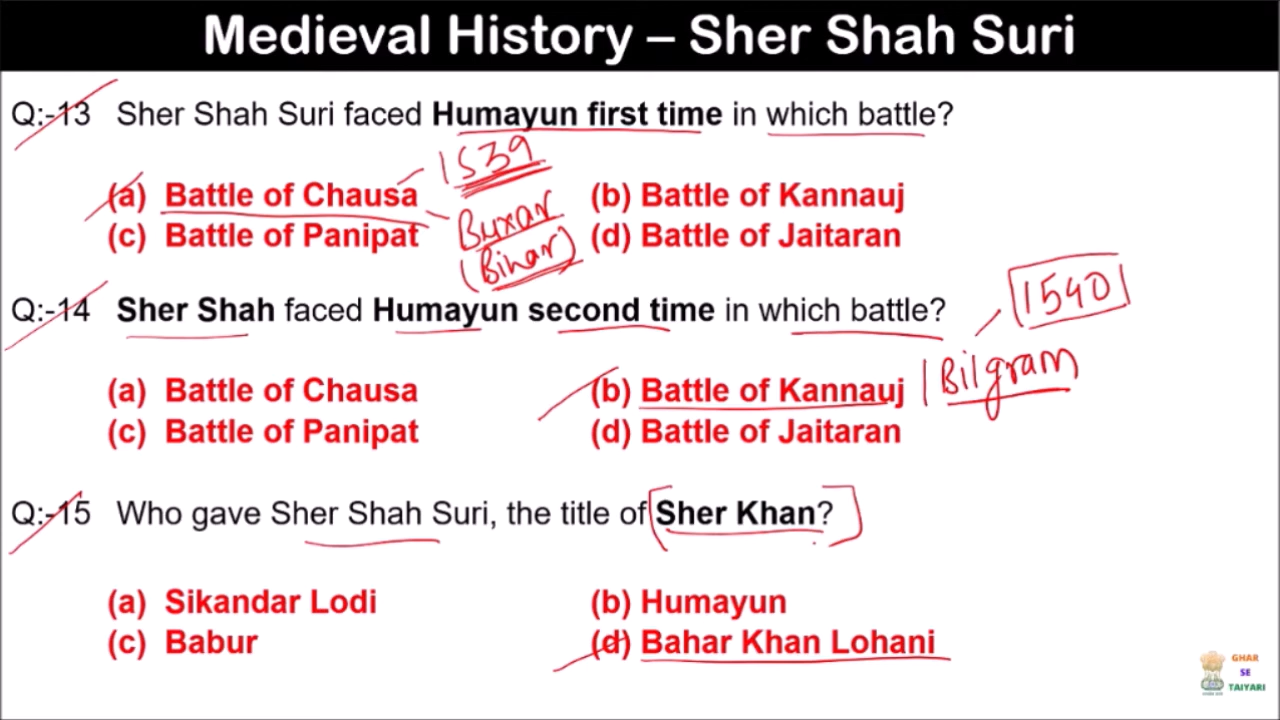 Medieval History – Sher Shah Suri
Q:-13 Sher Shah Suri faced Humayun first time in which battle?
1539
(a) Battle of Chausa (b) Battle of Kannauj
Buxar
(c) Battle of Panipat (d) Battle of Jaitaran
(Bihar)
1540
Q:-14 Sher Shah faced Humayun second time in which battle?
Bilgram
(a) Battle of Chausa (b) Battle of Kannauj
(c) Battle of Panipat (d) Battle of Jaitaran
Q:-15 Who gave Sher Shah Suri, the title of Sher Khan?
(a) Sikandar Lodi (b) Humayun
(c) Babur (d) Bahar Khan Lohani
GHAR
SE
TAIYARI